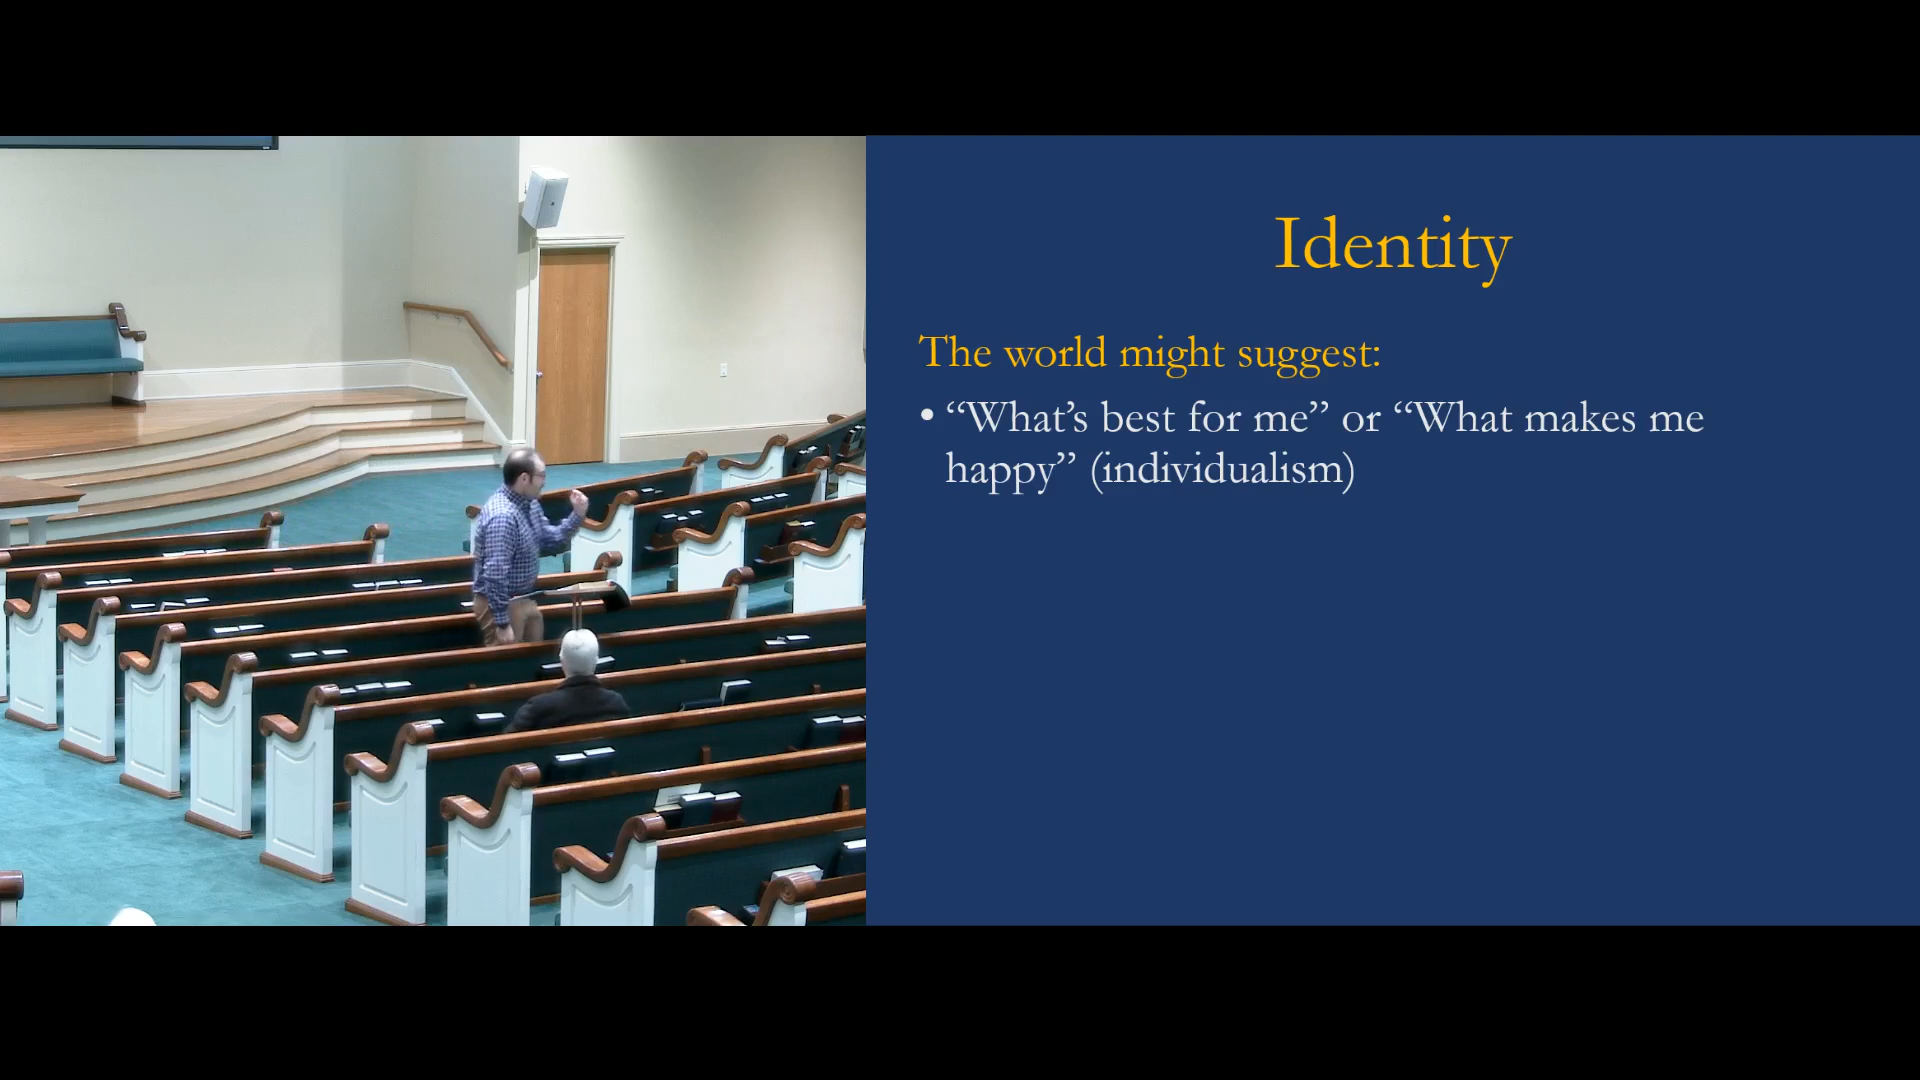 Identity
The world might suggest:
• “What’s best for me” or “What makes me
happy” (individualism)